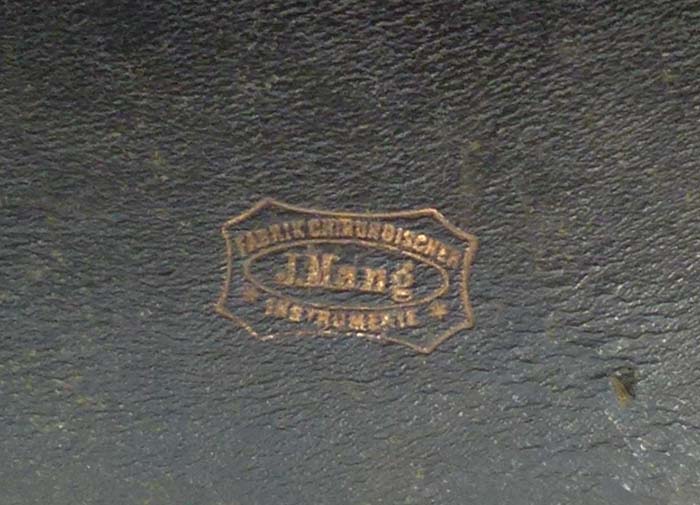 FABRIK CHIRURGISCHER
J. Mang
* INSTRUMENTE *